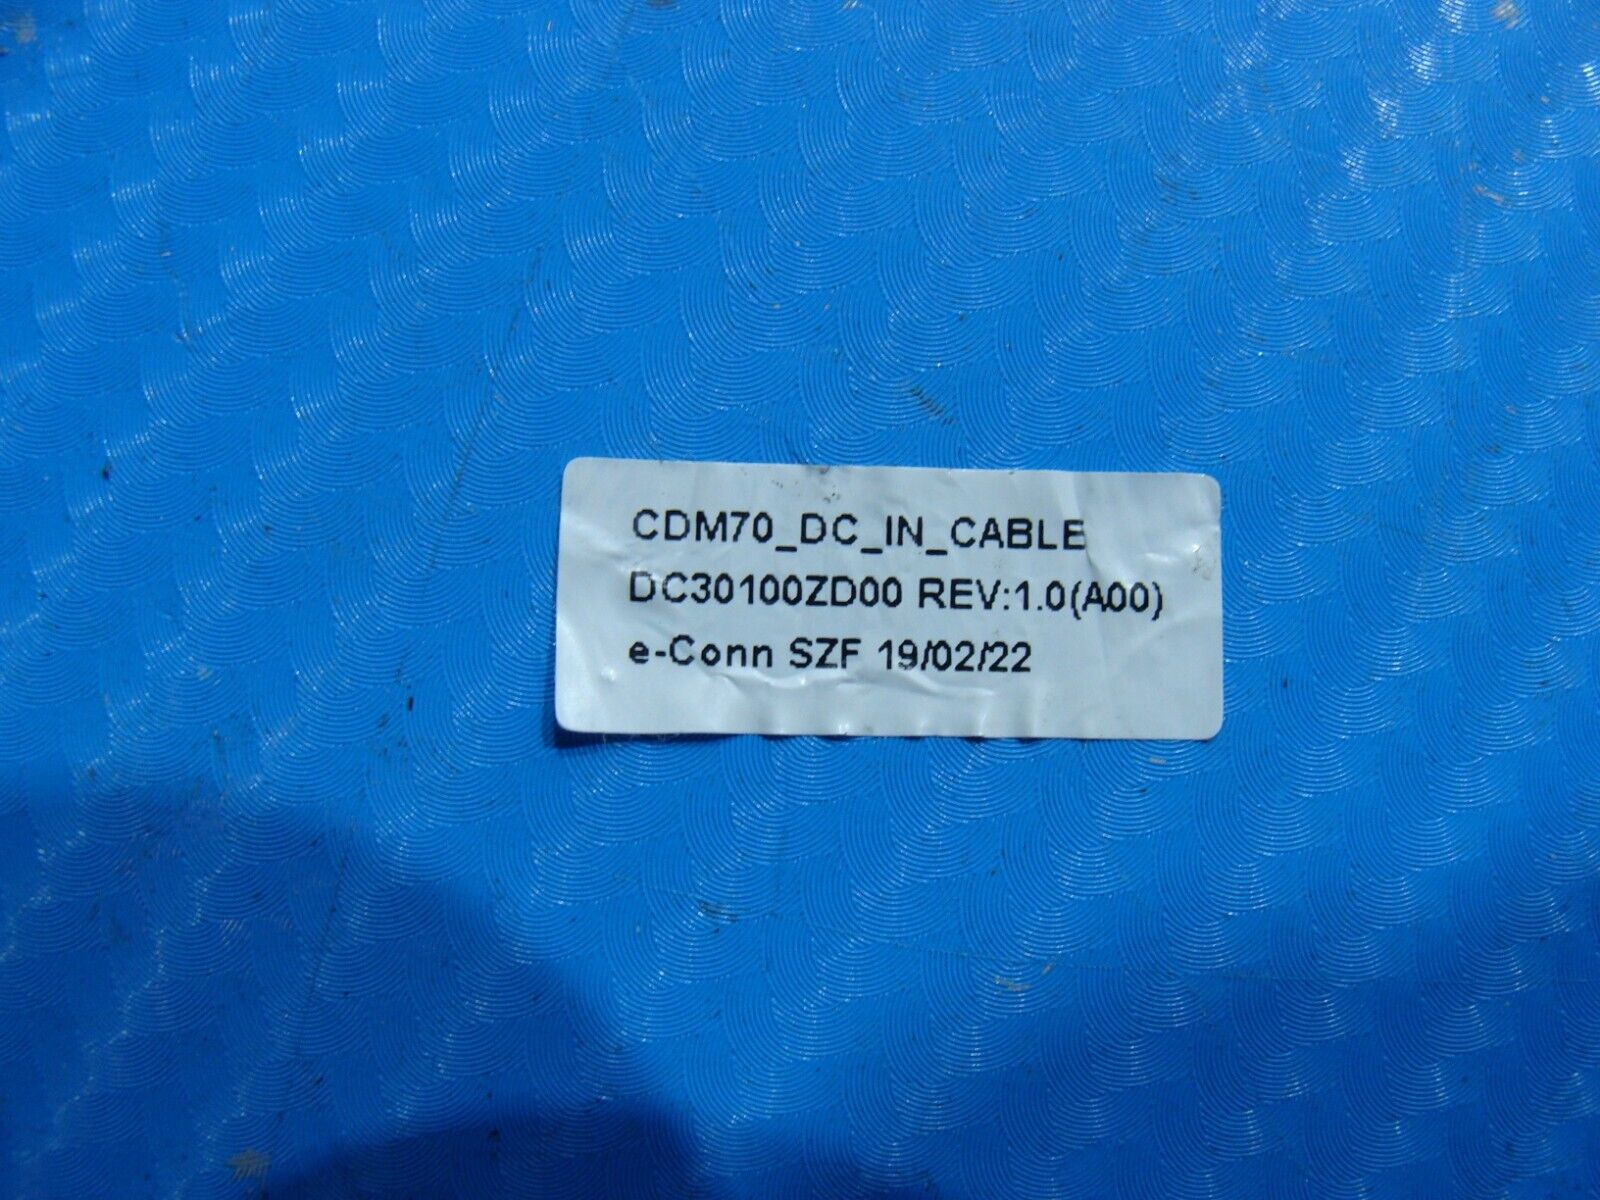 CDM70_DC_IN_CABLE
DC30100ZD00 REV:1.0(A00)
e-Conn SZF 19/02/22